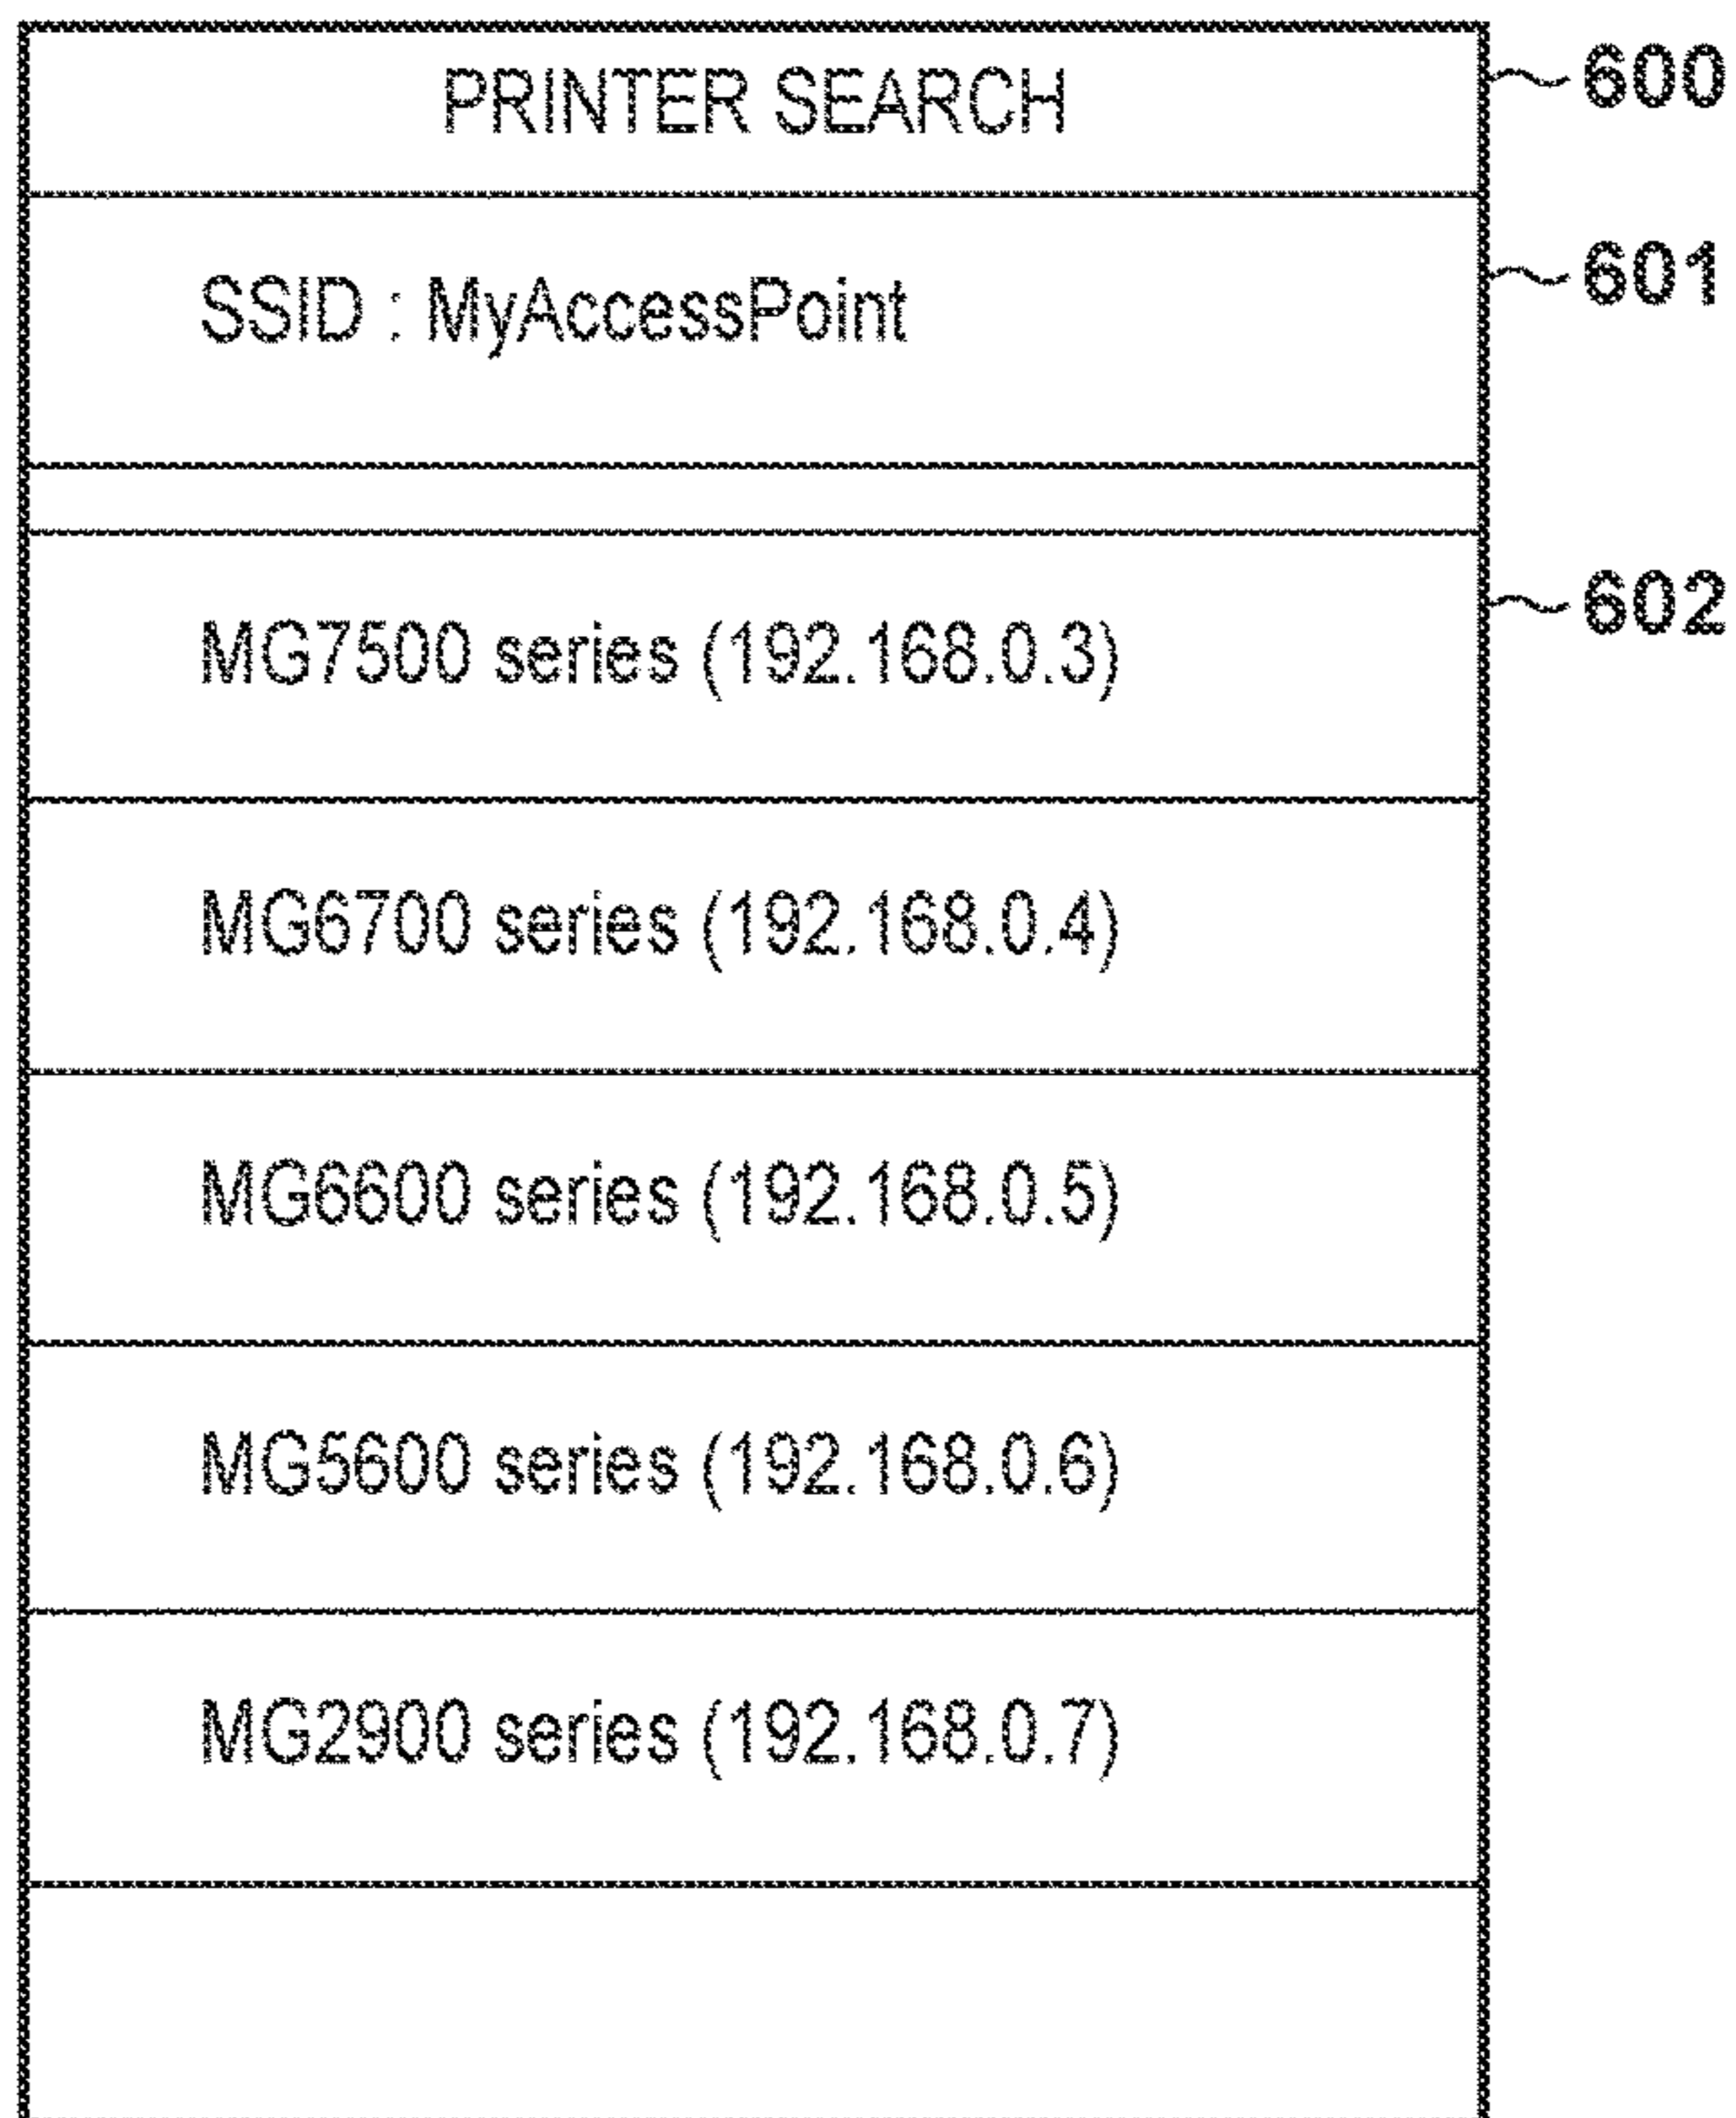 PRINTER SEARCH
600
SSID : MyAccessPoint
601
MG7500 series (192.168.0.3)
602
MG6700 series (192.168.0.4)
MG6600 series (192.168.0.5)
MG5600 series (192.168.0.6)
MG2900 series (192.168.0.7)